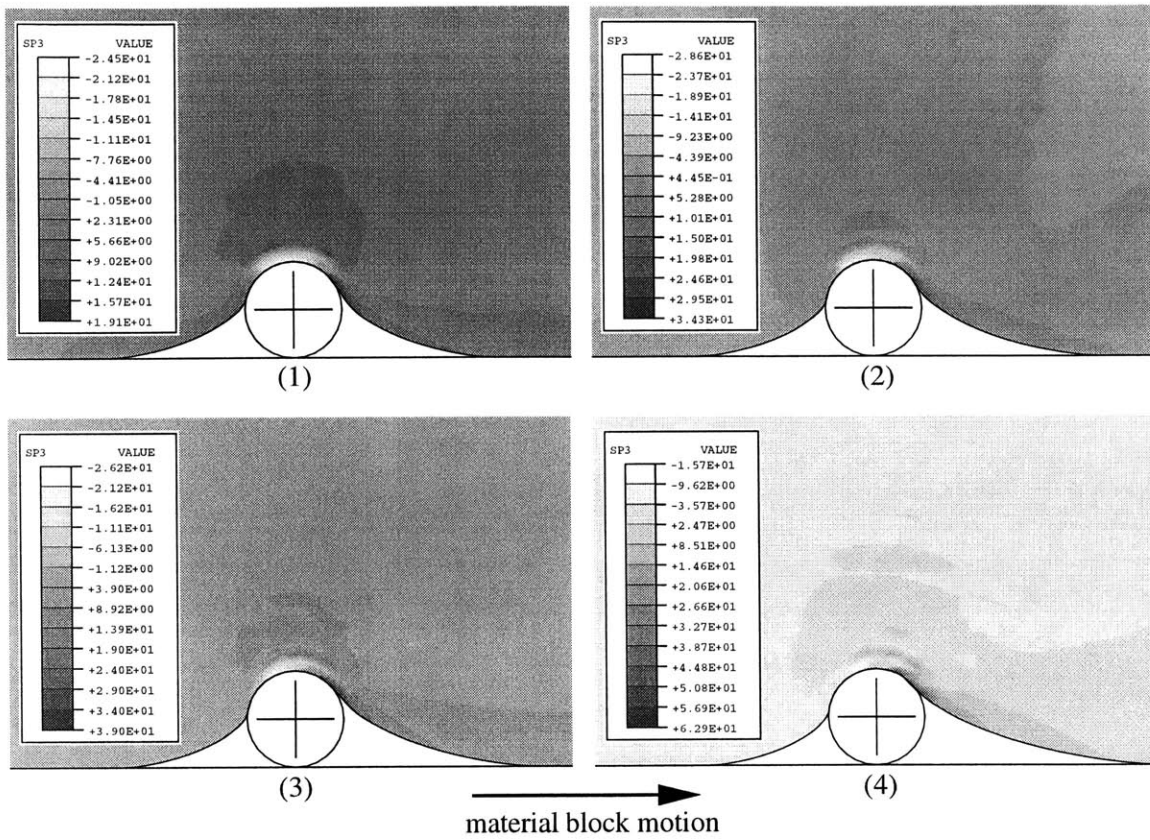 SP3 VALUE
-2.45E+01
-2.12E+01
-1.78E+01
-1.45E+01
-1.11E+01
-7.76E+00
-4.41E+00
-1.05E+00
+2.31E+00
+5.66E+00
+9.02E+00
+1.24E+01
+1.57E+01
+1.91E+01
(1)
SP3 VALUE
-2.86E+01
-2.37E+01
-1.89E+01
-1.41E+01
-9.23E+00
-4.39E+00
+4.45E-01
+5.28E+00
+1.01E+01
+1.50E+01
+1.98E+01
+2.46E+01
+2.95E+01
+3.43E+01
(2)
SP3 VALUE
-2.62E+01
-2.12E+01
-1.62E+01
-1.11E+01
-6.13E+00
-1.12E+00
+3.90E+00
+8.92E+00
+1.39E+01
+1.90E+01
+2.40E+01
+2.90E+01
+3.40E+01
+3.90E+01
(3)
SP3 VALUE
-1.57E+01
-9.62E+00
-3.57E+00
+2.47E+00
+8.51E+00
+1.46E+01
+2.06E+01
+2.66E+01
+3.27E+01
+3.87E+01
+4.48E+01
+5.08E+01
+5.69E+01
+6.29E+01
(4)
material block motion